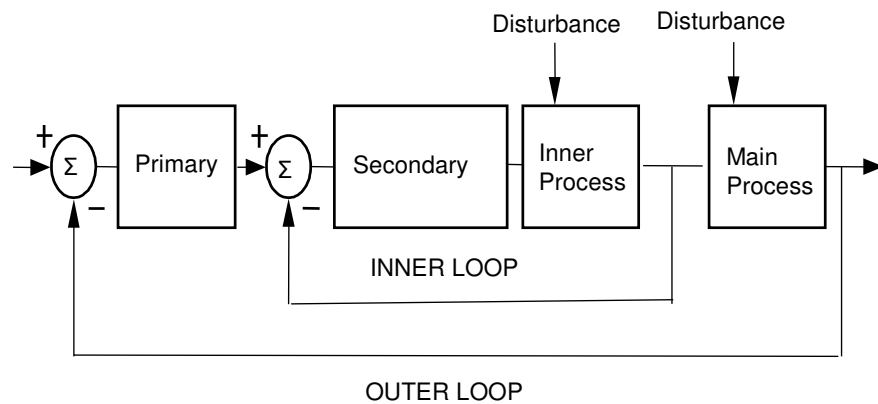 Disturbance
Disturbance
+
Σ
−
Primary
+
Σ
−
Secondary
Inner
Process
Main
Process
INNER LOOP
OUTER LOOP